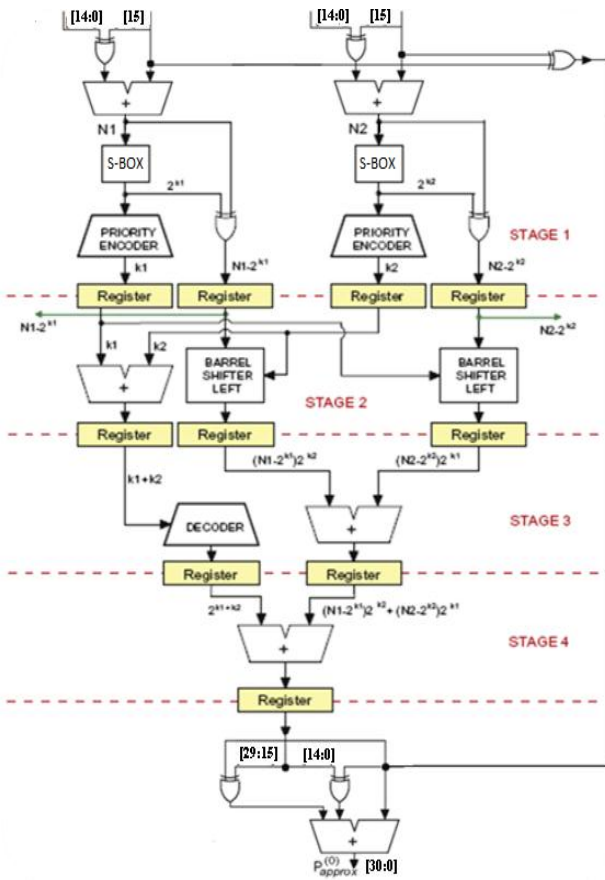 [14:0] [15] [14:0] [15]
+ +
N1 N2
S-BOX S-BOX
2^k1 2^k2
PRIORITY ENCODER PRIORITY ENCODER
STAGE 1
k1 N1-2^k1 k2 N2-2^k2
Register Register Register Register
N1-2^k1 N2-2^k2
k1 k2
+
BARREL SHIFTER LEFT BARREL SHIFTER LEFT
STAGE 2
Register Register Register
(N1-2^k1)2^k2 (N2-2^k2)2^k1
k1+k2
+
DECODER
STAGE 3
Register Register
2^k1+k2 (N1-2^k1)2^k2+(N2-2^k2)2^k1
+
STAGE 4
Register
[29:15] [14:0]
+
P_approx^(0) [30:0]